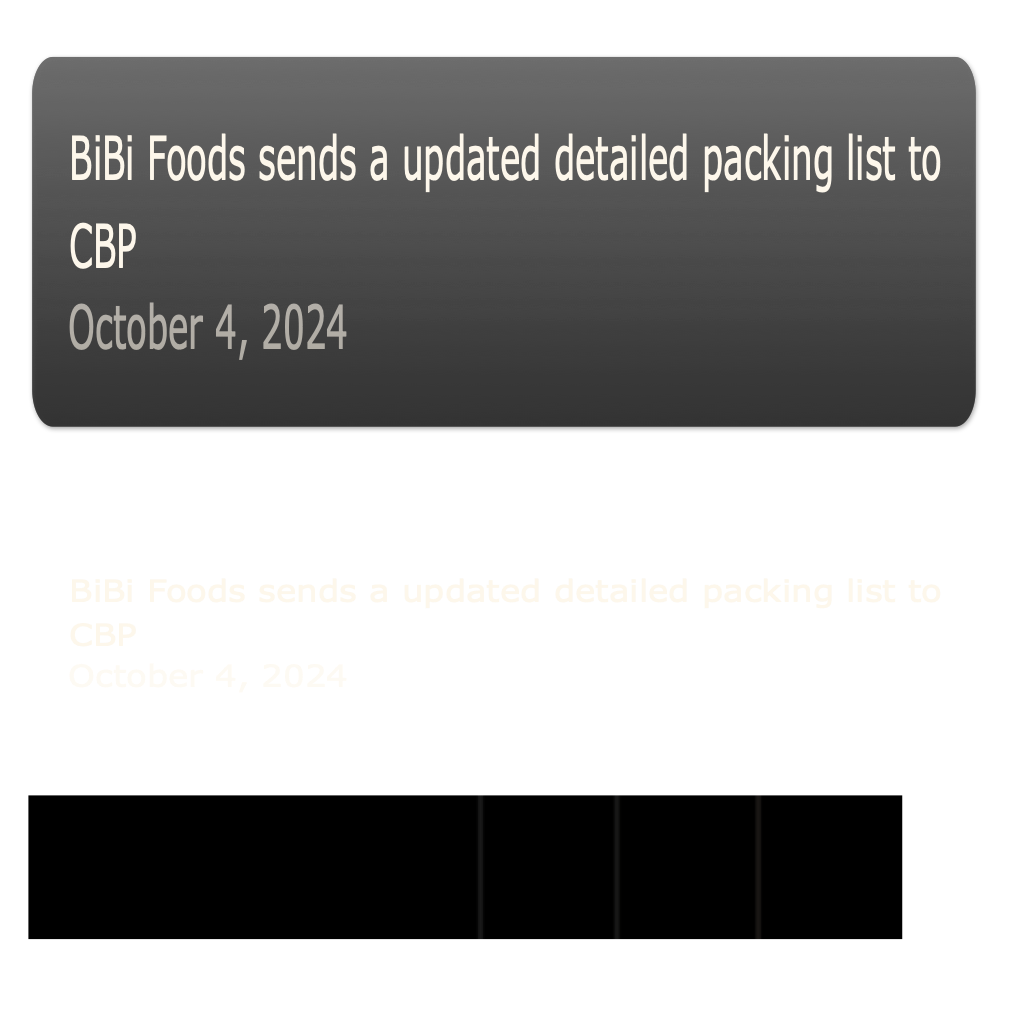 BiBi Foods sends a updated detailed packing list to
CBP
October 4, 2024
BiBi Foods sends a updated detailed packing list to
CBP
October 4, 2024